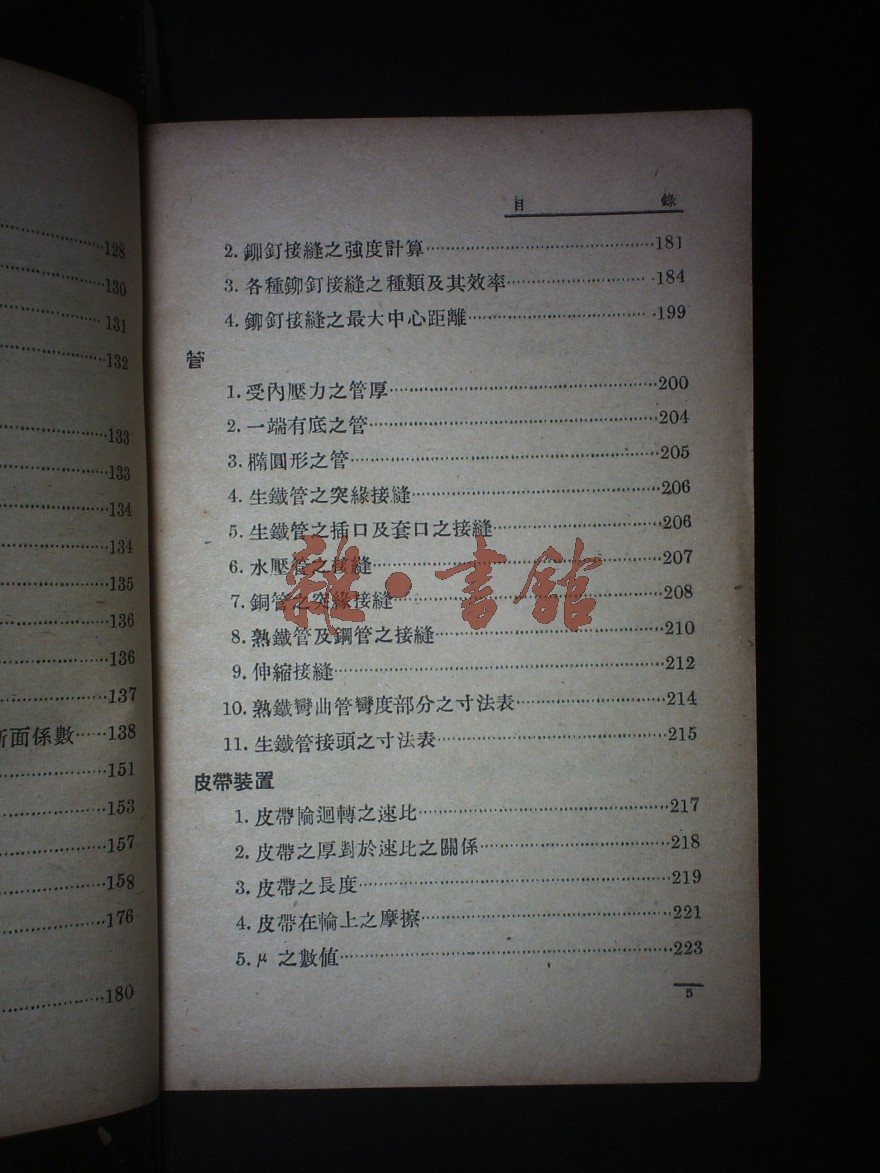 128
130
131
132
133
133
134
134
135
136
136
137
面係數……138
151
153
157
158
176
180
目 錄
2. 鉚釘接縫之強度計算……181
3. 各種鉚釘接縫之種類及其效率……184
4. 鉚釘接縫之最大中心距離……199
管
1. 受內壓力之管厚……200
2. 一端有底之管……204
3. 橢圓形之管……205
4. 生鐵管之突緣接縫……206
5. 生鐵管之插口及套口之接縫……206
6. 水壓管之接縫……207
7. 銅管之突緣接縫……208
8. 熟鐵管及鋼管之接縫……210
9. 伸縮接縫……212
10. 熟鐵彎曲管彎度部分之寸法表……214
11. 生鐵管接頭之寸法表……215
皮帶裝置
1. 皮帶輪迴轉之速比……217
2. 皮帶之厚對於速比之關係……218
3. 皮帶之長度……219
4. 皮帶在輪上之摩擦……221
5. μ 之數值……223
5
雜·書館